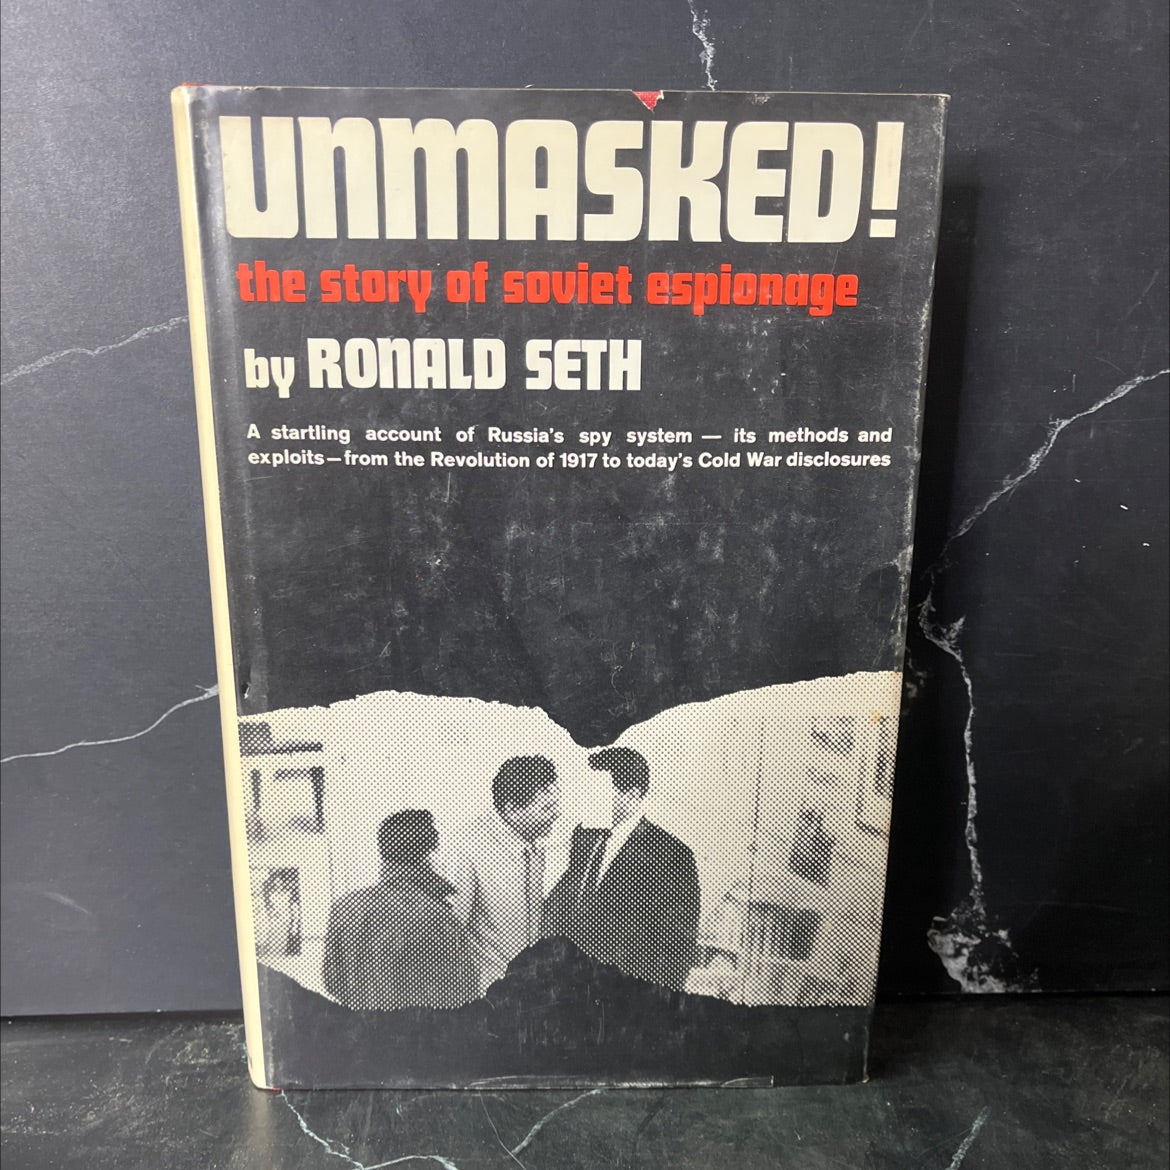 UNMASKED!
the story of soviet espionage
by RONALD SETH
A startling account of Russia's spy system — its methods and
exploits—from the Revolution of 1917 to today's Cold War disclosures